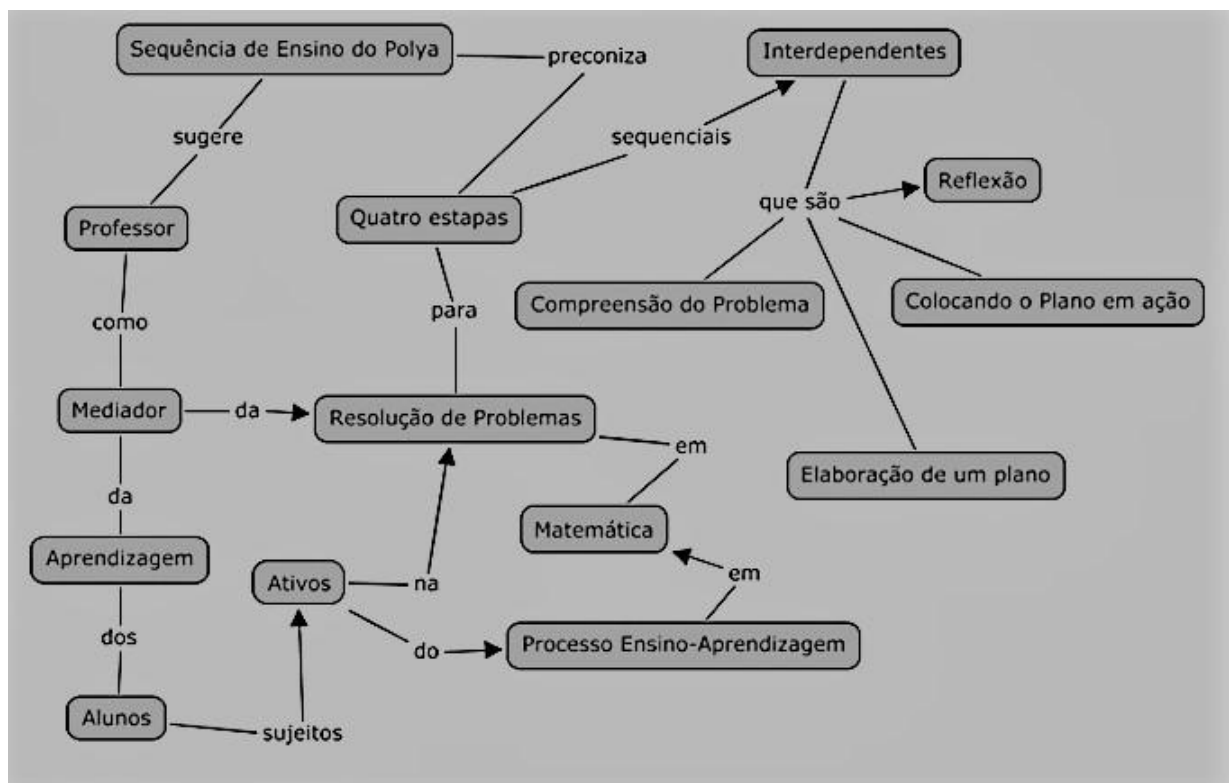 Sequência de Ensino do Polya
preconiza
Interdependentes
sugere
sequenciais
Reflexão
que são
Professor
Quatro estapas
Compreensão do Problema
Colocando o Plano em ação
como
para
Mediador
da
Resolução de Problemas
em
Elaboração de um plano
da
Matemática
Aprendizagem
Ativos
na
em
dos
do
Processo Ensino-Aprendizagem
Alunos
sujeitos